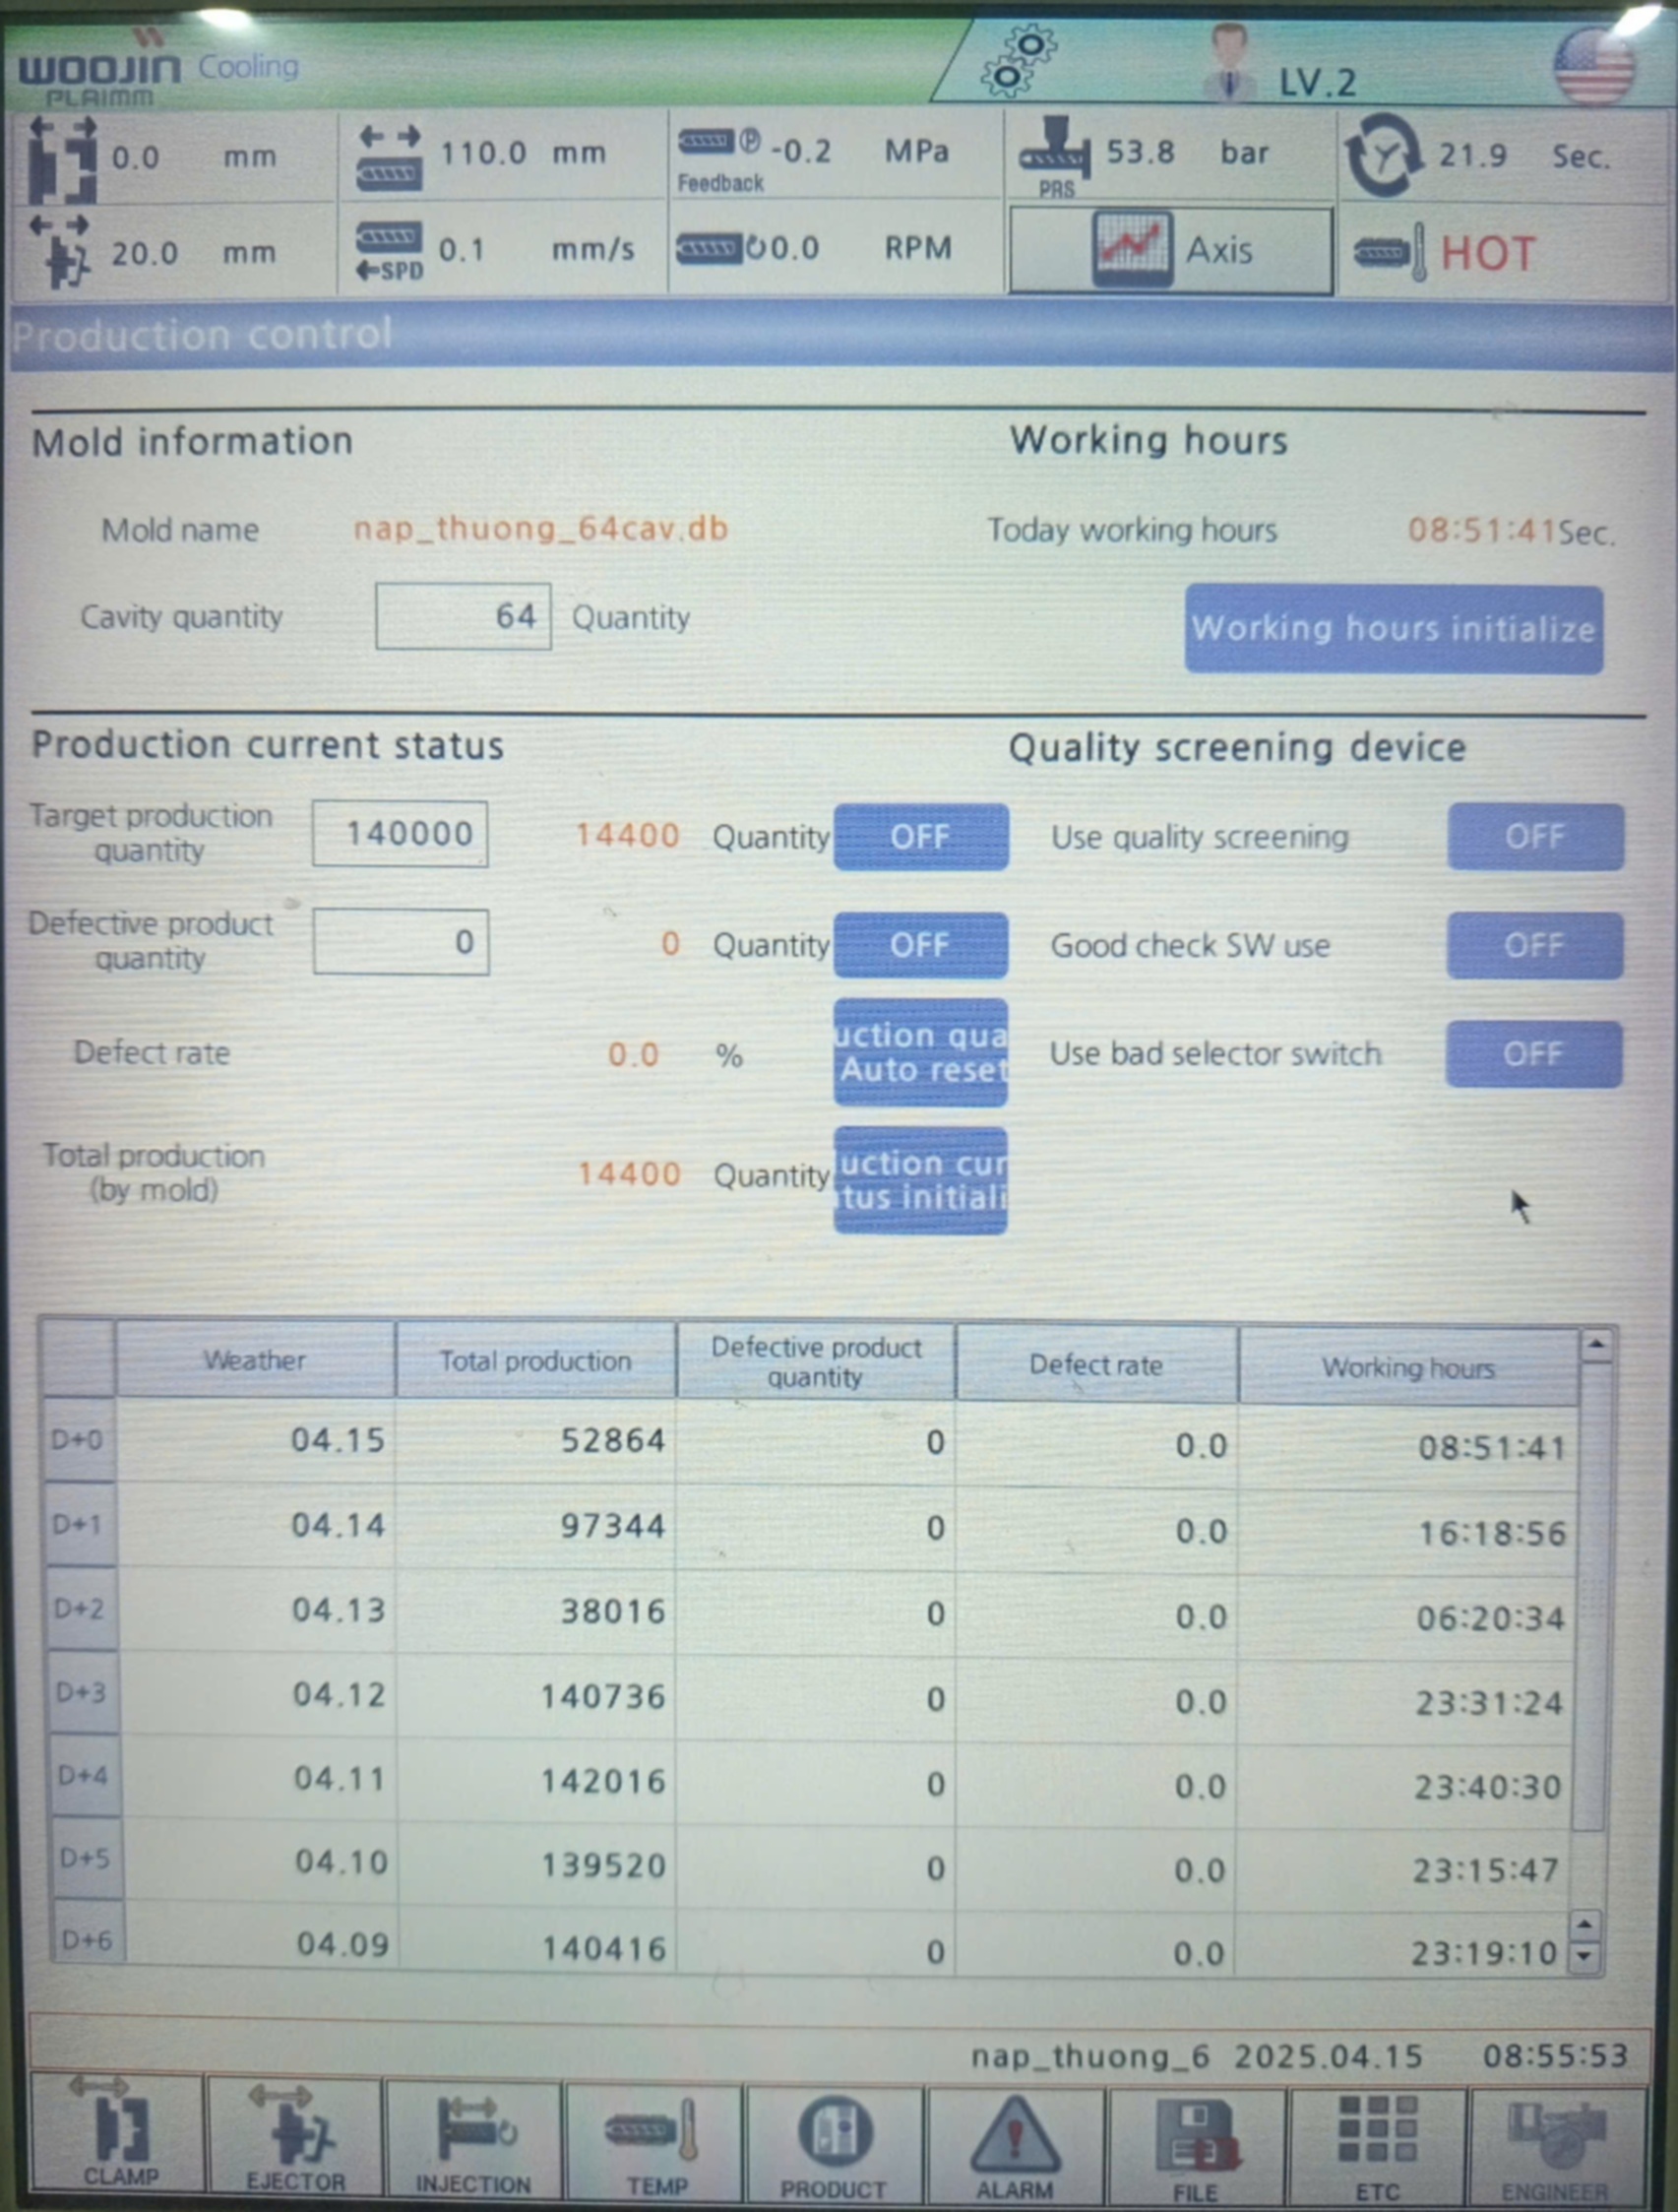 WOOJIN Cooling
PLAIMM
LV.2
0.0 mm
110.0 mm
Feedback
-0.2 MPa
PRS
53.8 bar
21.9 Sec.
20.0 mm
SPD
0.1 mm/s
0.0 RPM
Axis
HOT
Production control
Mold information
Working hours
Mold name nap_thuong_64cav.db
Today working hours 08:51:41Sec.
Cavity quantity 64 Quantity
Working hours initialize
Production current status
Quality screening device
Target production
quantity
140000 14400 Quantity OFF
Use quality screening OFF
Defective product
quantity
0 0 Quantity OFF
Good check SW use OFF
Defect rate 0.0 %
uction qua
Auto reset
Use bad selector switch OFF
Total production
(by mold)
14400 Quantity
uction cur
tus initiali
Weather Total production Defective product quantity Defect rate Working hours
D+0 04.15 52864 0 0.0 08:51:41
D+1 04.14 97344 0 0.0 16:18:56
D+2 04.13 38016 0 0.0 06:20:34
D+3 04.12 140736 0 0.0 23:31:24
D+4 04.11 142016 0 0.0 23:40:30
D+5 04.10 139520 0 0.0 23:15:47
D+6 04.09 140416 0 0.0 23:19:10
nap_thuong_6 2025.04.15 08:55:53
CLAMP EJECTOR INJECTION TEMP PRODUCT ALARM FILE ETC ENGINEER